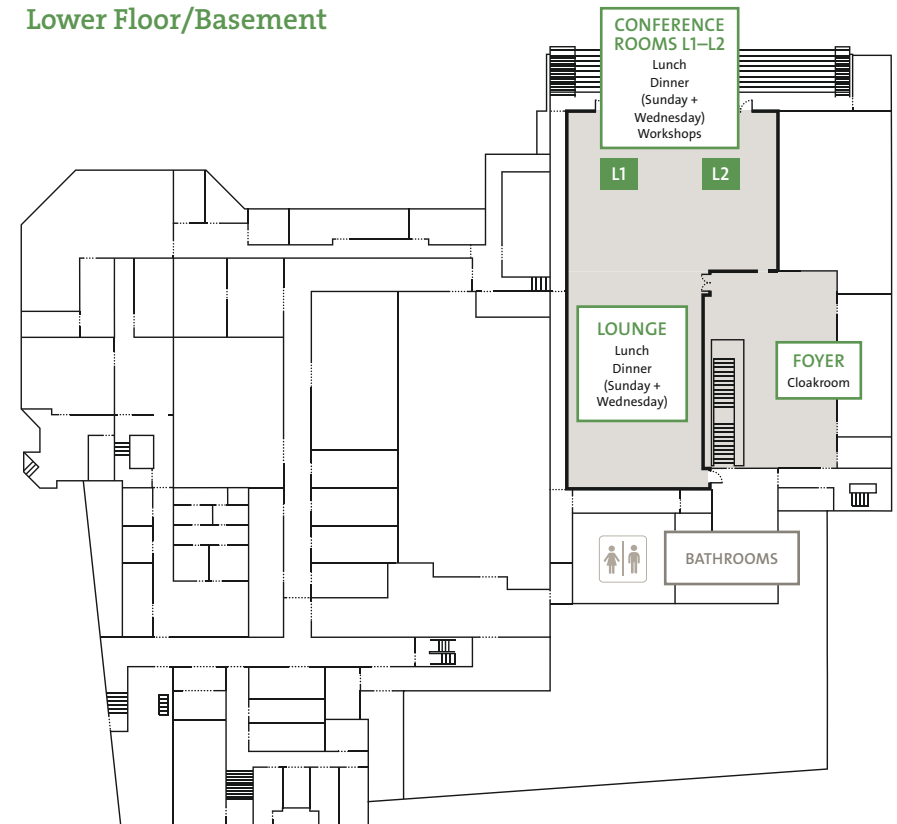 Lower Floor/Basement
CONFERENCE
ROOMS L1–L2
Lunch
Dinner
(Sunday +
Wednesday)
Workshops
L1
L2
LOUNGE
Lunch
Dinner
(Sunday +
Wednesday)
FOYER
Cloakroom
BATHROOMS